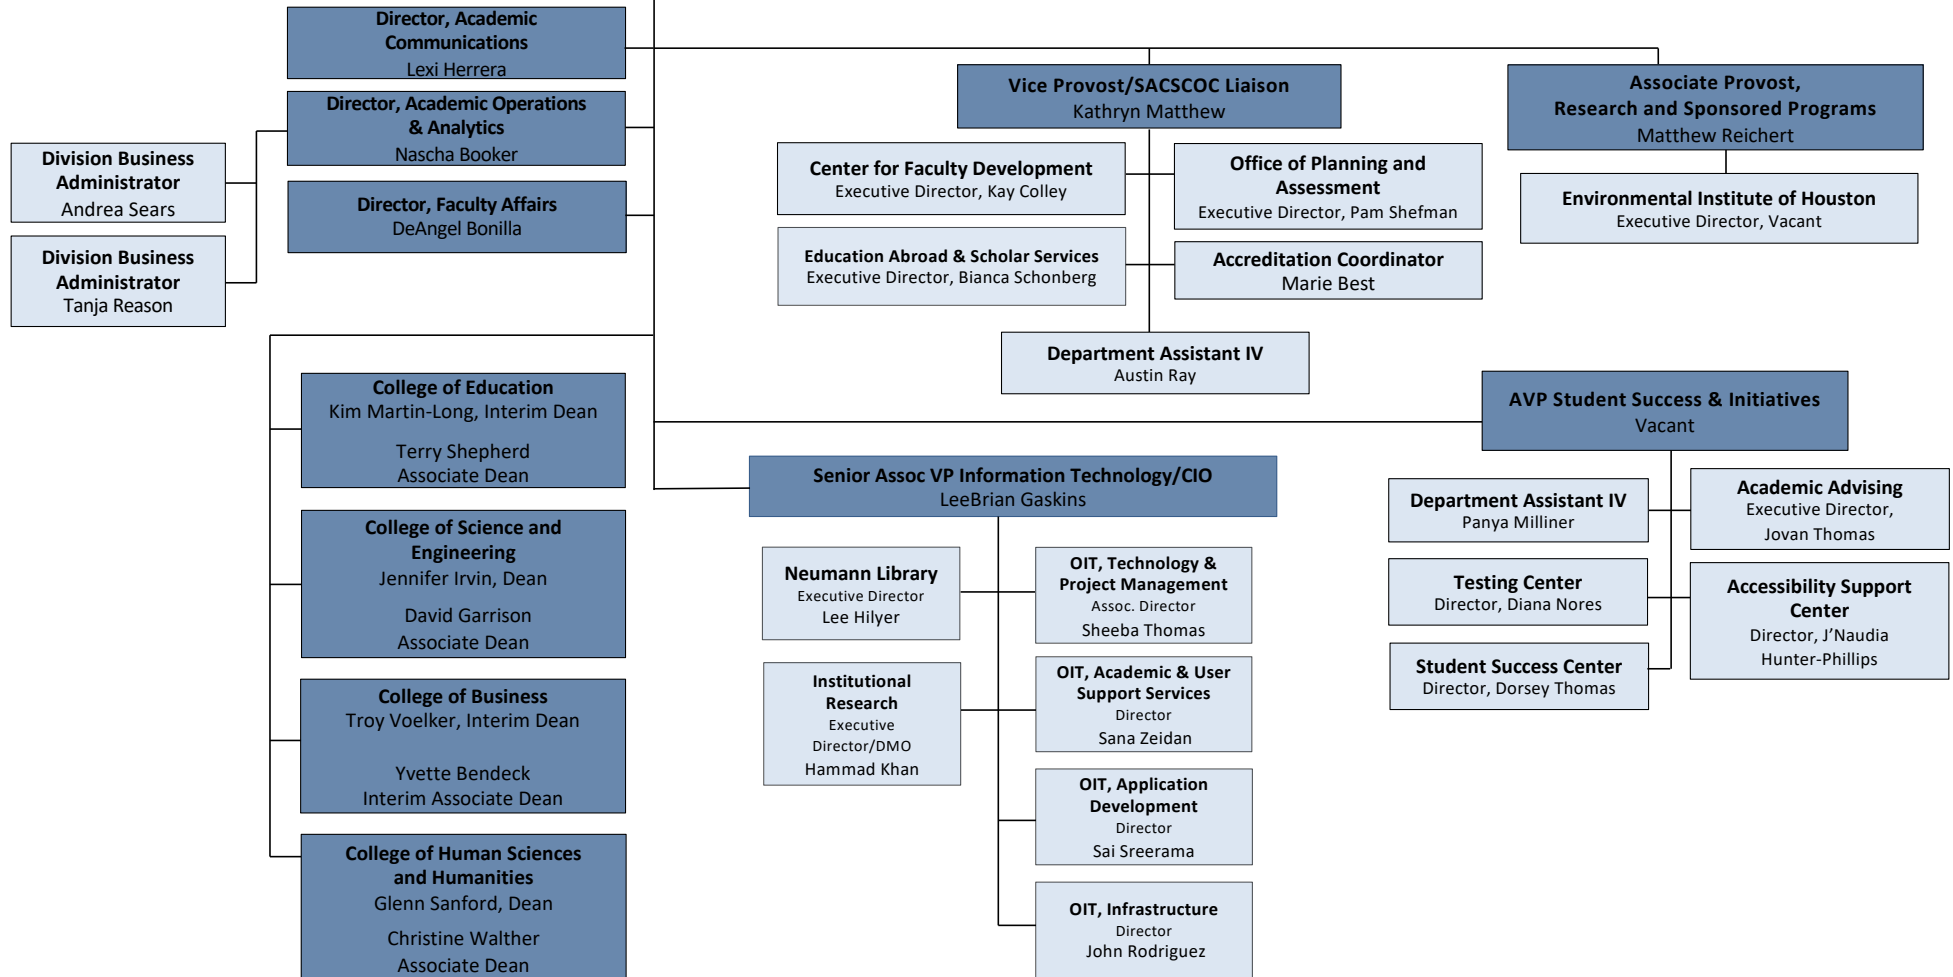 Director, Academic
Communications
Lexi Herrera
Director, Academic Operations
& Analytics
Nascha Booker
Director, Faculty Affairs
DeAngel Bonilla
Division Business
Administrator
Andrea Sears
Division Business
Administrator
Tanja Reason
Vice Provost/SACSCOC Liaison
Kathryn Matthew
Center for Faculty Development
Executive Director, Kay Colley
Office of Planning and
Assessment
Executive Director, Pam Shefman
Education Abroad & Scholar Services
Executive Director, Bianca Schonberg
Accreditation Coordinator
Marie Best
Department Assistant IV
Austin Ray
Associate Provost,
Research and Sponsored Programs
Matthew Reichert
Environmental Institute of Houston
Executive Director, Vacant
College of Education
Kim Martin-Long, Interim Dean
Terry Shepherd
Associate Dean
College of Science and
Engineering
Jennifer Irvin, Dean
David Garrison
Associate Dean
College of Business
Troy Voelker, Interim Dean
Yvette Bendeck
Interim Associate Dean
College of Human Sciences
and Humanities
Glenn Sanford, Dean
Christine Walther
Associate Dean
Senior Assoc VP Information Technology/CIO
LeeBrian Gaskins
Neumann Library
Executive Director
Lee Hilyer
Institutional
Research
Executive
Director/DMO
Hammad Khan
OIT, Technology &
Project Management
Assoc. Director
Sheeba Thomas
OIT, Academic & User
Support Services
Director
Sana Zeidan
OIT, Application
Development
Director
Sai Sreerama
OIT, Infrastructure
Director
John Rodriguez
AVP Student Success & Initiatives
Vacant
Department Assistant IV
Panya Milliner
Academic Advising
Executive Director,
Jovan Thomas
Testing Center
Director, Diana Nores
Accessibility Support
Center
Director, J’Naudia
Hunter-Phillips
Student Success Center
Director, Dorsey Thomas